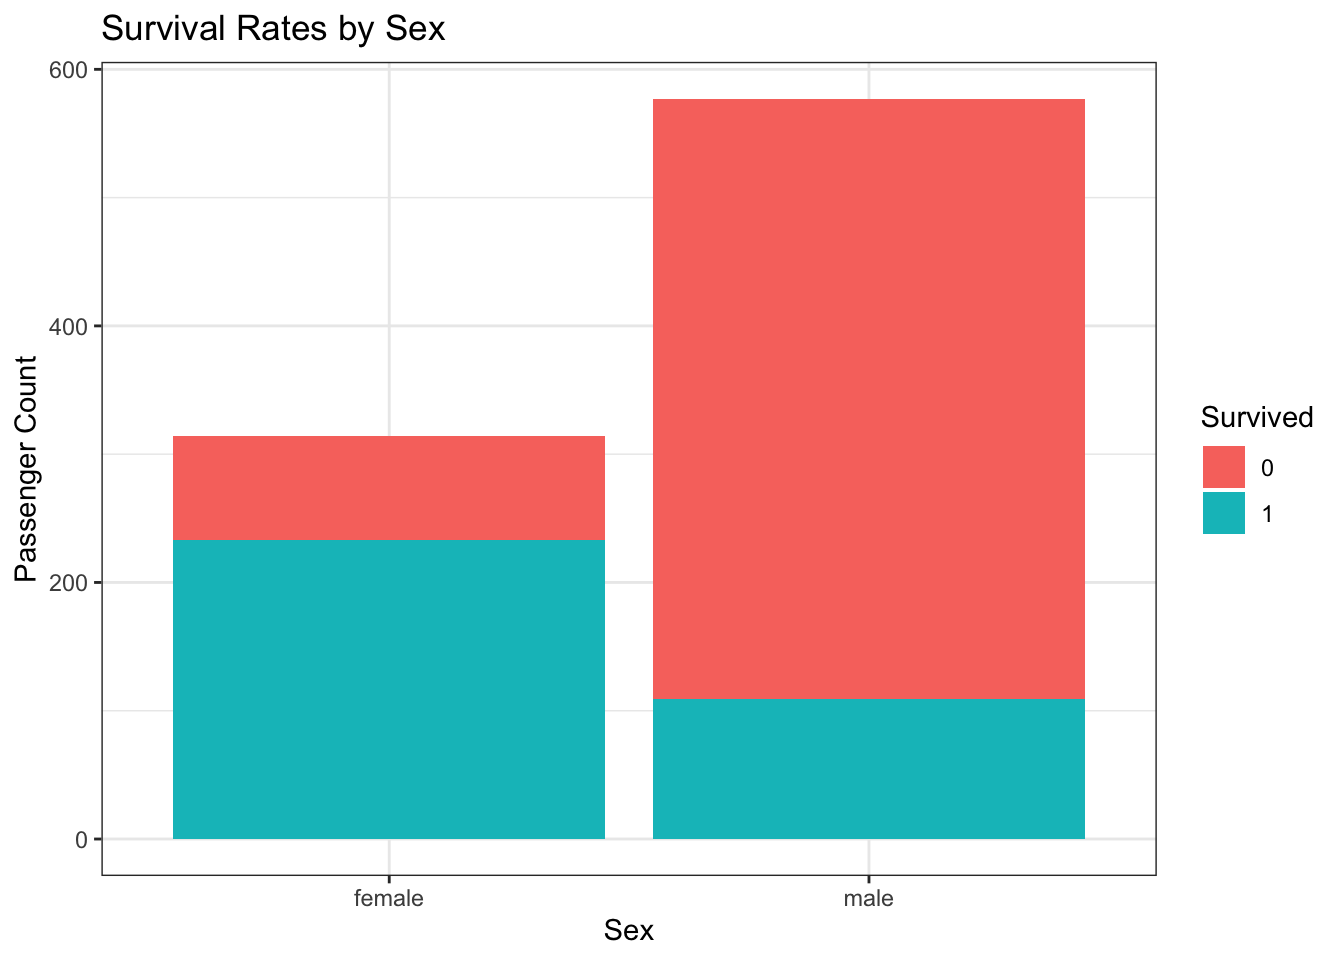 Survival Rates by Sex
600
400
200
0
Passenger Count
female
male
Sex
Survived
0
1